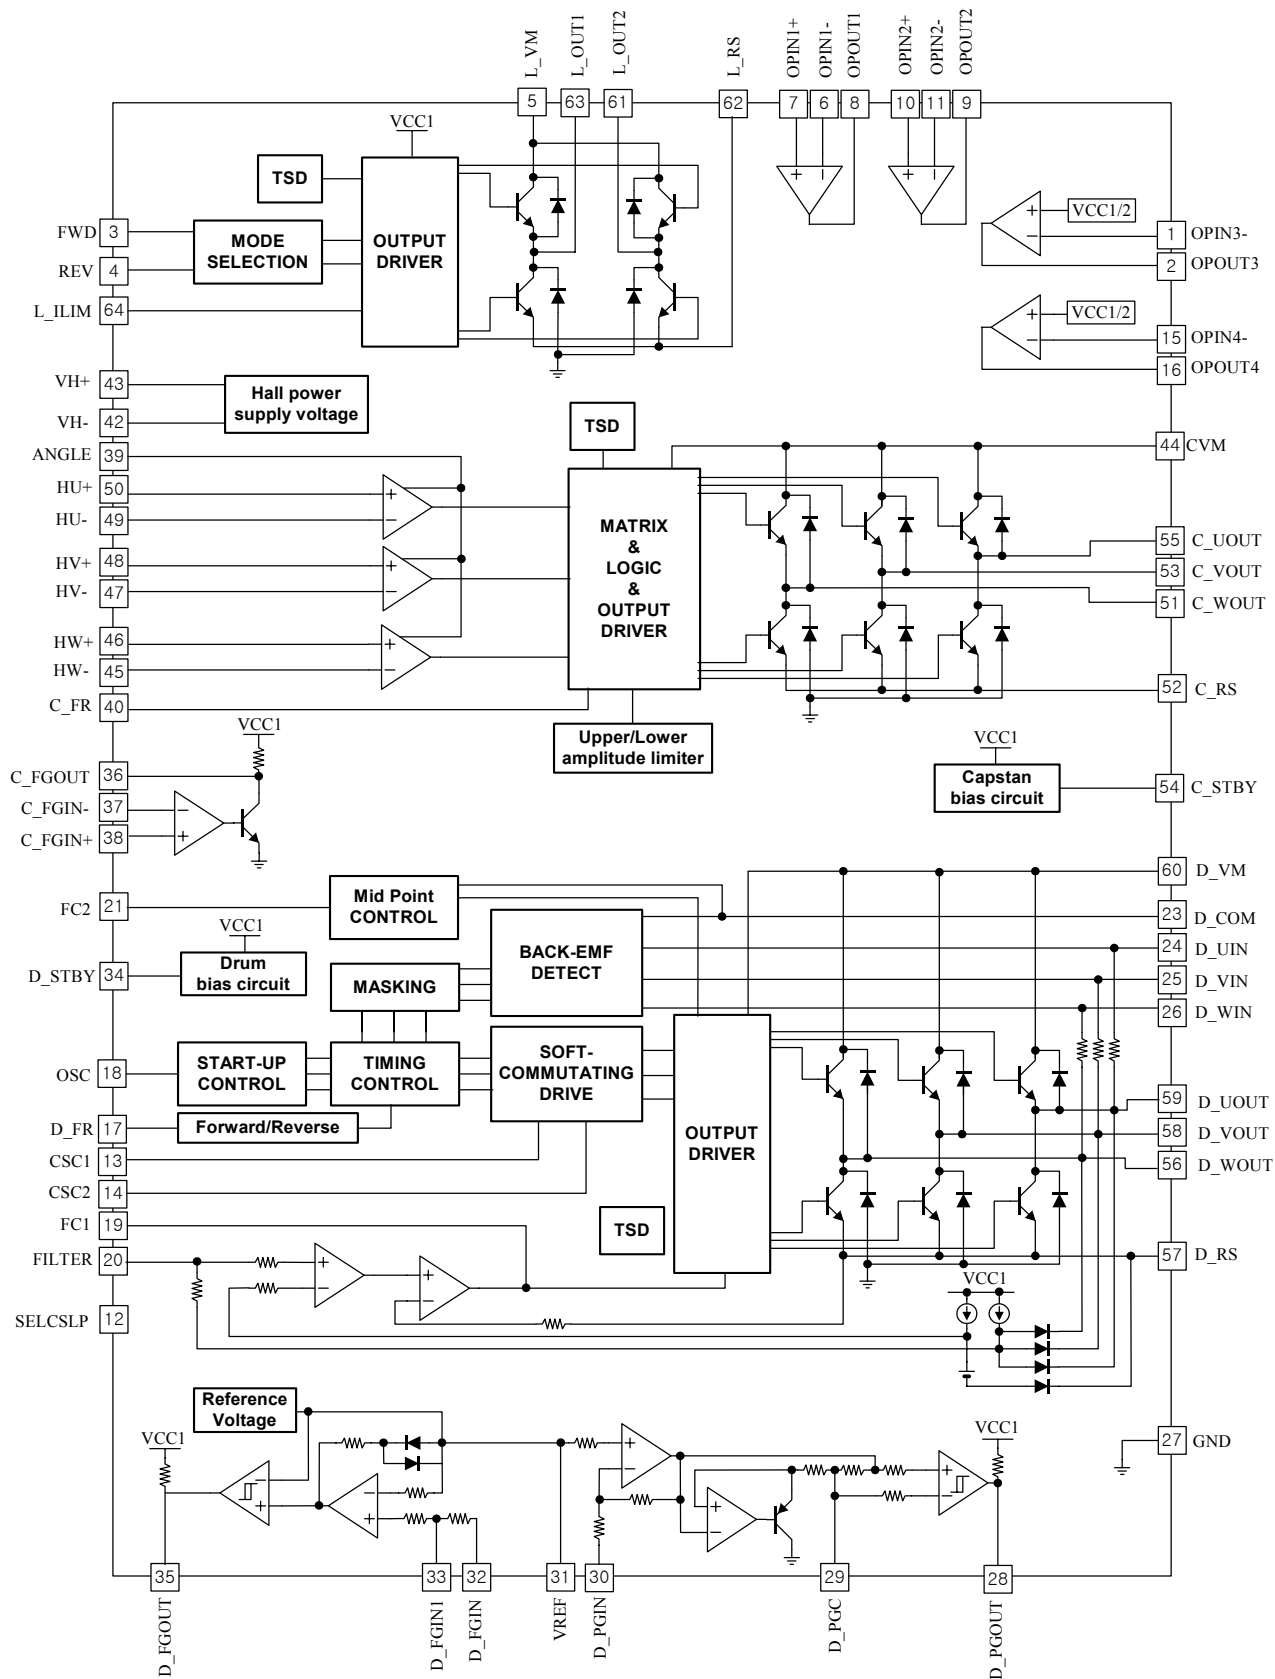 L_VM
L_OUT1
L_OUT2
L_RS
OPIN1+
OPIN1-
OPOUT1
OPIN2+
OPIN2-
OPOUT2
5
63
61
62
7
6
8
10
11
9
VCC1
TSD
OUTPUT
DRIVER
MODE
SELECTION
FWD
3
REV
4
L_ILIM
64
+
−
+
−
+
−
VCC1/2
1
OPIN3-
2
OPOUT3
+
−
VCC1/2
15
OPIN4-
16
OPOUT4
VH+
43
VH-
42
Hall power
supply voltage
ANGLE
39
HU+
50
HU-
49
HV+
48
HV-
47
HW+
46
HW-
45
C_FR
40
+
−
+
−
+
−
TSD
MATRIX
&
LOGIC
&
OUTPUT
DRIVER
Upper/Lower
amplitude limiter
44
CVM
55
C_UOUT
53
C_VOUT
51
C_WOUT
52
C_RS
VCC1
C_FGOUT
36
C_FGIN-
37
C_FGIN+
38
−
+
VCC1
Capstan
bias circuit
54
C_STBY
FC2
21
Mid Point
CONTROL
VCC1
D_STBY
34
Drum
bias circuit
MASKING
BACK-EMF
DETECT
60
D_VM
23
D_COM
24
D_UIN
25
D_VIN
26
D_WIN
OSC
18
START-UP
CONTROL
TIMING
CONTROL
SOFT-
COMMUTATING
DRIVE
D_FR
17
Forward/Reverse
CSC1
13
CSC2
14
FC1
19
FILTER
20
SELCSLP
12
OUTPUT
DRIVER
TSD
59
D_UOUT
58
D_VOUT
56
D_WOUT
57
D_RS
+
−
+
−
VCC1
Reference
Voltage
VCC1
−
+
−
+
+
−
+
−
+
−
VCC1
27
GND
35
33
32
31
30
29
28
D_FGOUT
D_FGIN1
D_FGIN
VREF
D_PGIN
D_PGC
D_PGOUT